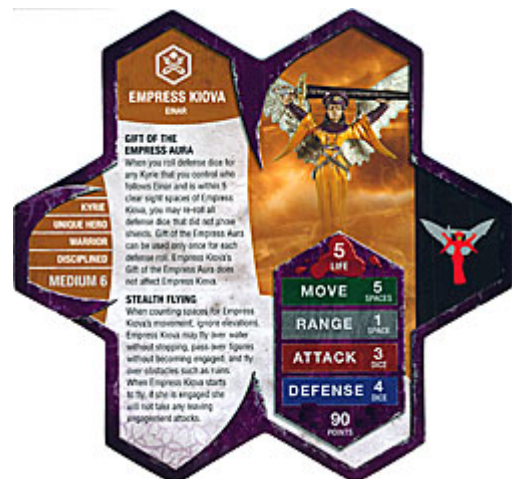 EMPRESS KIOVA
EINAR
GIFT OF THE
EMPRESS AURA
When you roll defense dice for
any Kyrie that you control who
follows Einar and is within 5
clear sight spaces of Empress
Kiova, you may re-roll all
defense dice that did not show
shields. Gift of the Empress Aura
can be used only once for each
defense roll. Empress Kiova's
Gift of the Empress Aura does
not affect Empress Kiova.
STEALTH FLYING
When counting spaces for Empress
Kiova's movement, ignore elevations.
Empress Kiova may fly over water
without stopping, pass over figures
without becoming engaged, and fly
over obstacles such as ruins.
When Empress Kiova starts
to fly, if she is engaged she
will not take any leaving
engagement attacks.
KYRIE
UNIQUE HERO
WARRIOR
DISCIPLINED
MEDIUM 6
5
LIFE
MOVE 5
SPACES
RANGE 1
SPACE
ATTACK 3
DICE
DEFENSE 4
DICE
90
POINTS